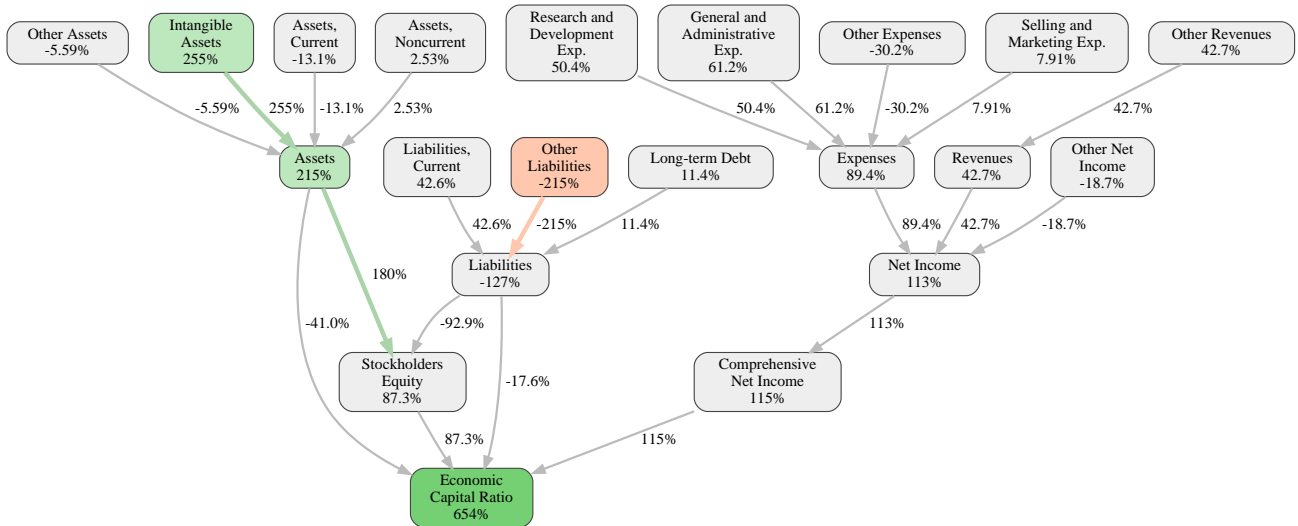 Other Assets
-5.59%
Intangible
Assets
255%
Assets,
Current
-13.1%
Assets,
Noncurrent
2.53%
Research and
Development
Exp.
50.4%
General and
Administrative
Exp.
61.2%
Other Expenses
-30.2%
Selling and
Marketing Exp.
7.91%
Other Revenues
42.7%
-5.59%
255%
-13.1%
2.53%
50.4%
61.2%
-30.2%
7.91%
42.7%
Assets
215%
Liabilities,
Current
42.6%
Other
Liabilities
-215%
Long-term Debt
11.4%
Expenses
89.4%
Revenues
42.7%
Other Net
Income
-18.7%
42.6%
-215%
11.4%
89.4%
42.7%
-18.7%
180%
Liabilities
-127%
Net Income
113%
-41.0%
-92.9%
-17.6%
113%
Stockholders
Equity
87.3%
Comprehensive
Net Income
115%
87.3%
115%
Economic
Capital Ratio
654%